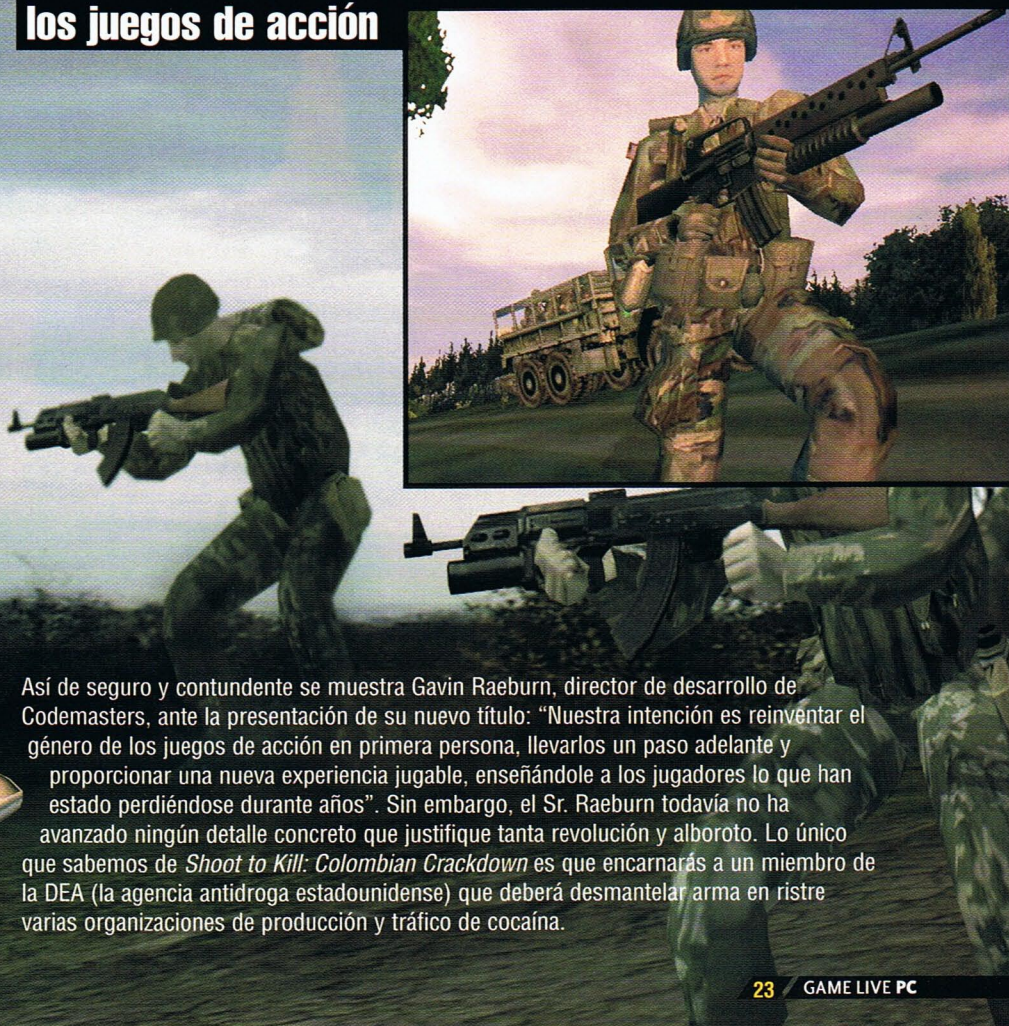 los juegos de acción
Así de seguro y contundente se muestra Gavin Raeburn, director de desarrollo de
Codemasters, ante la presentación de su nuevo título: “Nuestra intención es reinventar el
género de los juegos de acción en primera persona, llevarlos un paso adelante y
proporcionar una nueva experiencia jugable, enseñándole a los jugadores lo que han
estado perdiéndose durante años”. Sin embargo, el Sr. Raeburn todavía no ha
avanzado ningún detalle concreto que justifique tanta revolución y alboroto. Lo único
que sabemos de Shoot to Kill: Colombian Crackdown es que encarnarás a un miembro de
la DEA (la agencia antidroga estadounidense) que deberá desmantelar arma en ristre
varias organizaciones de producción y tráfico de cocaína.
23 / GAME LIVE PC